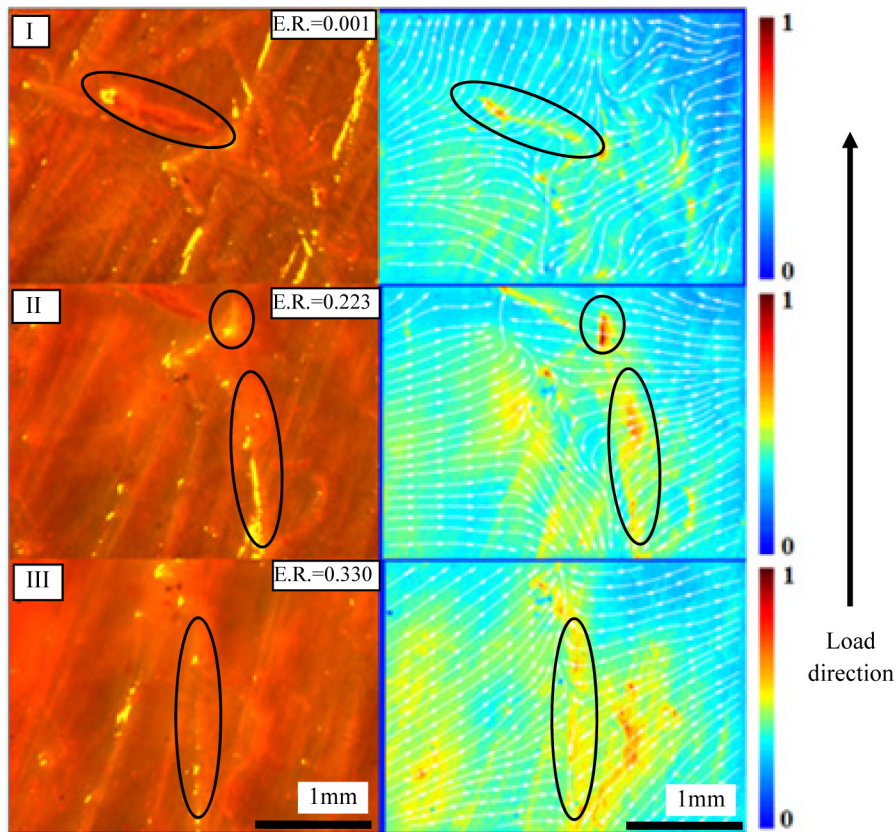 I
E.R.=0.001
1
0
II
E.R.=0.223
1
0
III
E.R.=0.330
1
0
1mm
1mm
Load
direction